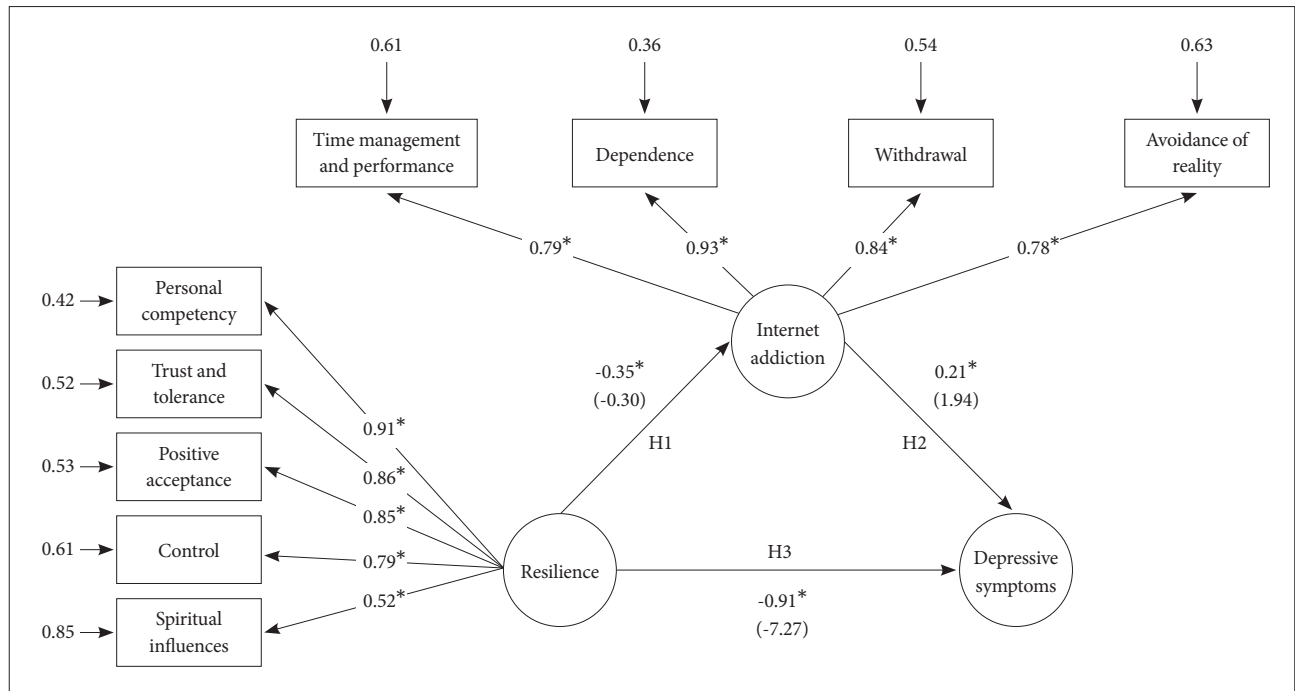 0.61
0.36
0.54
0.63
Time management
and performance
Dependence
Withdrawal
Avoidance of
reality
0.79*
0.93*
0.84*
0.78*
0.42
Personal
competency
0.52
Trust and
tolerance
0.53
Positive
acceptance
0.61
Control
0.85
Spiritual
influences
0.91*
0.86*
0.85*
0.79*
0.52*
Internet
addiction
-0.35*
(-0.30)
H1
0.21*
(1.94)
H2
Resilience
H3
-0.91*
(-7.27)
Depressive
symptoms